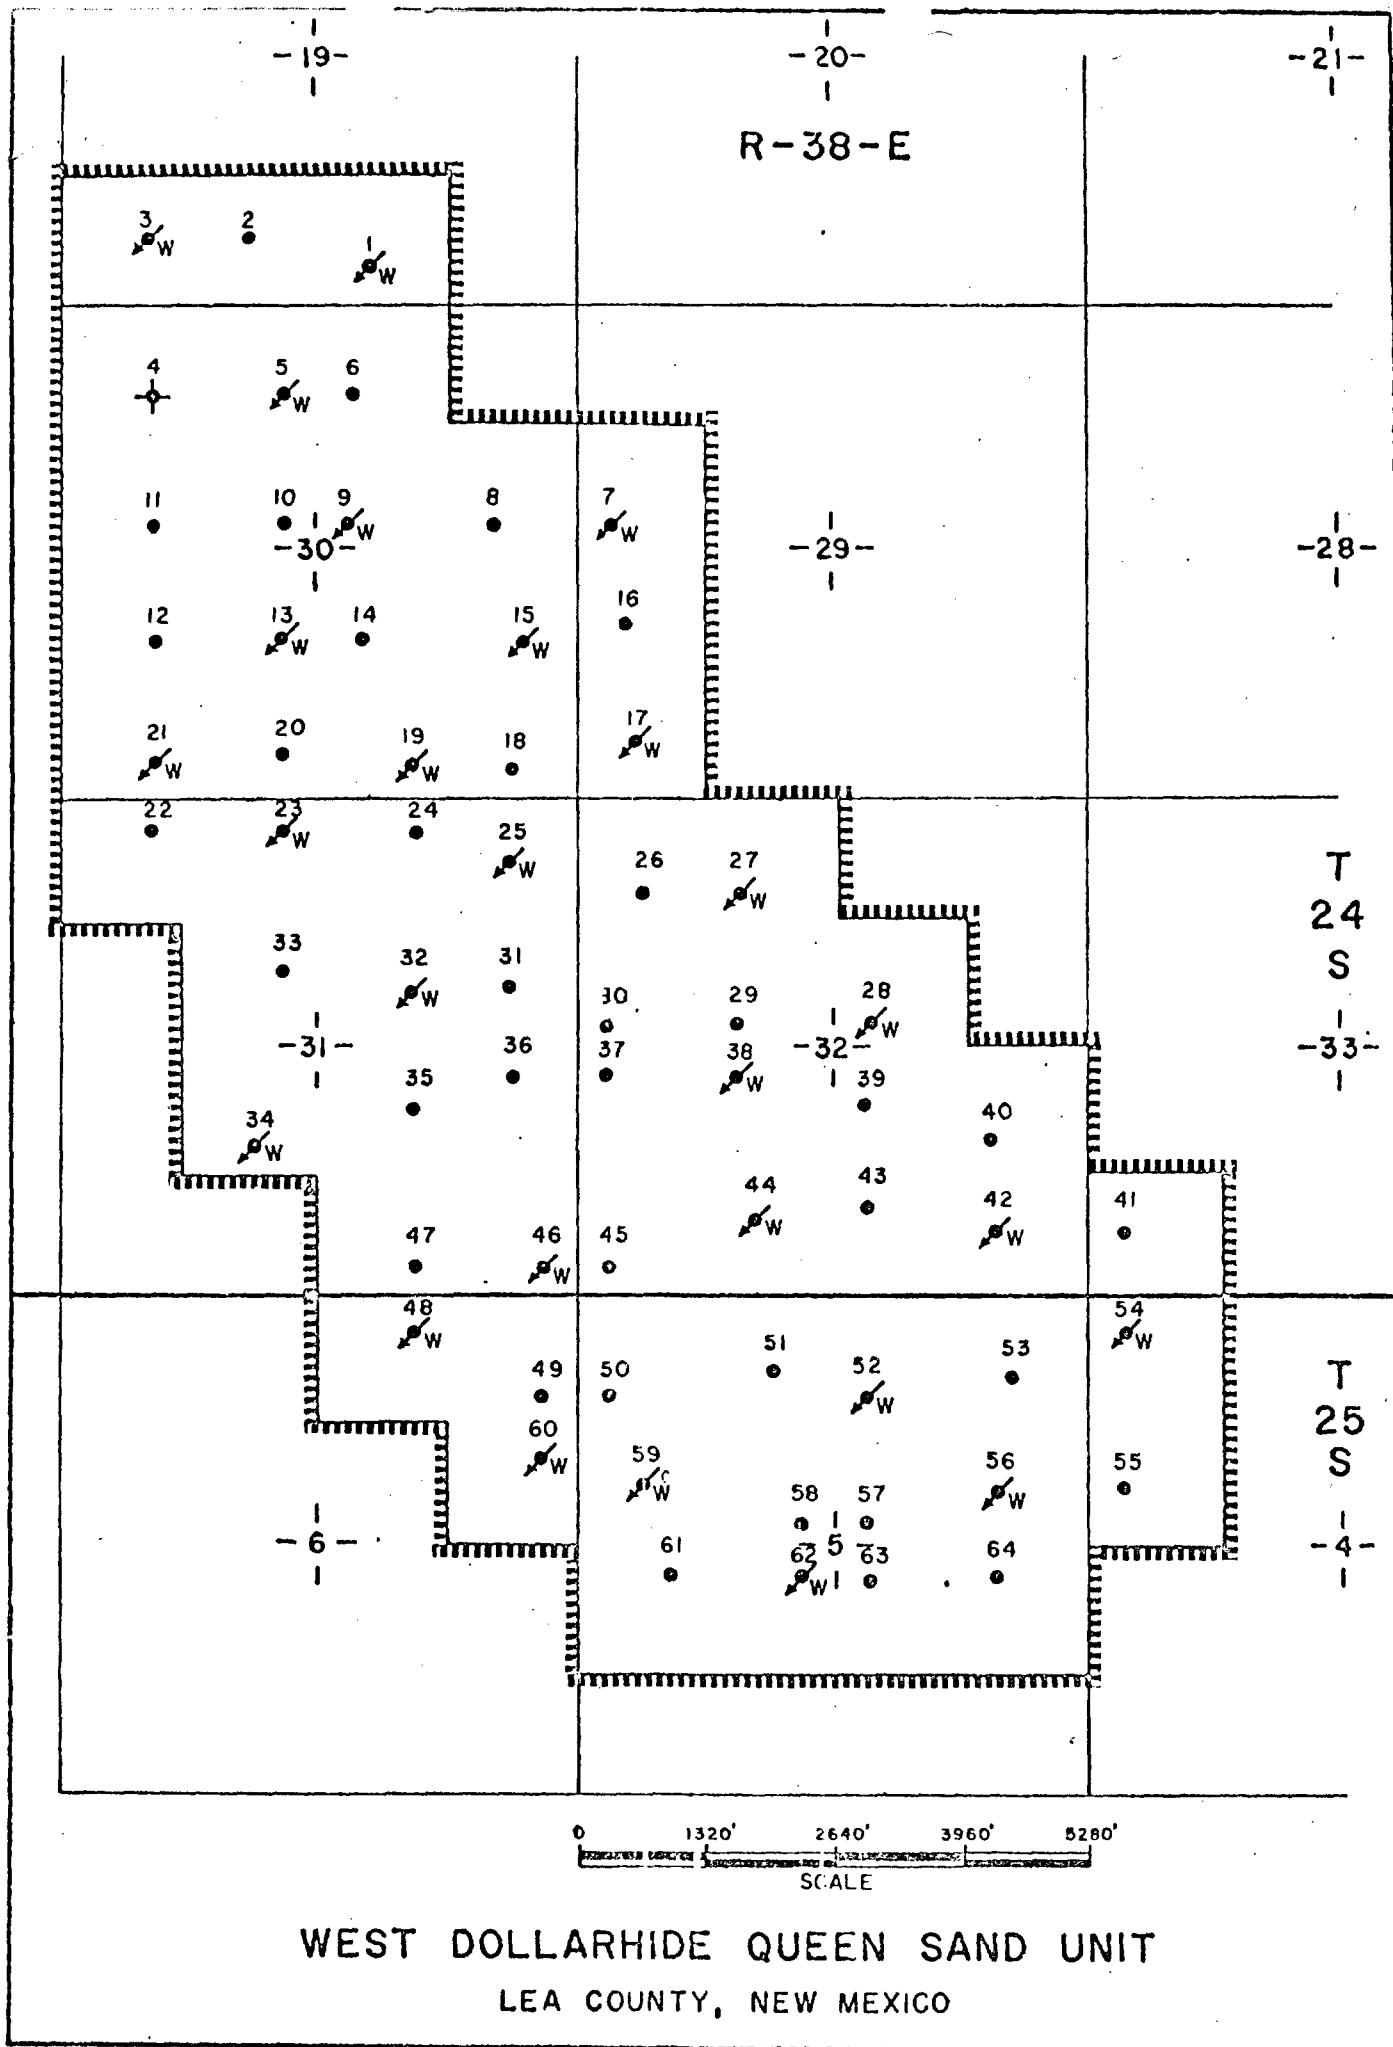 -19- -20- -21-
R-38-E
3 2 1
W W
4 5 6
W
11 10 9 8 7
W W
-30- -29- -28-
16
12 13 14 15
W W
21 20 19 18 17
W W W
22 23 24 25
W W
26 27
W
T
24
S
33 32 31
W
30 29 28
W
-31- -32- -33-
36 37 38
W
35 39
34 40
W
44 43 42 41
W W
47 46 45
W
48 54
W W
51 52 53
W
49 50
T
25
S
60 59 56 55
W W W
58 57
-6- -5- -4-
61 62 63 64
W
0 1320' 2640' 3960' 5280'
SCALE
WEST DOLLARHIDE QUEEN SAND UNIT
LEA COUNTY, NEW MEXICO